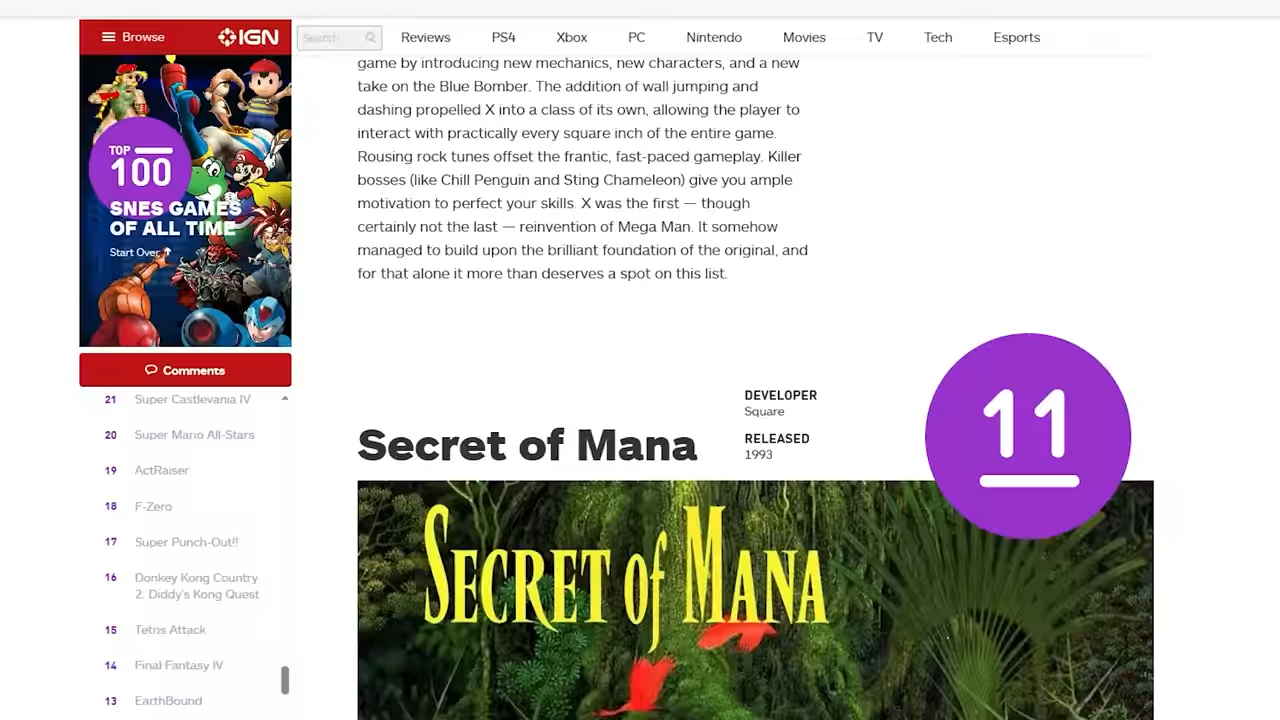 Browse
IGN
Search
Reviews
PS4
Xbox
PC
Nintendo
Movies
TV
Tech
Esports
TOP
100
SNES GAMES
OF ALL TIME
Start Over
Comments
21 Super Castlevania IV
20 Super Mario All-Stars
19 ActRaiser
18 F-Zero
17 Super Punch-Out!!
16 Donkey Kong Country
2: Diddy's Kong Quest
15 Tetris Attack
14 Final Fantasy IV
13 EarthBound
game by introducing new mechanics, new characters, and a new
take on the Blue Bomber. The addition of wall jumping and
dashing propelled X into a class of its own, allowing the player to
interact with practically every square inch of the entire game.
Rousing rock tunes offset the frantic, fast-paced gameplay. Killer
bosses (like Chill Penguin and Sting Chameleon) give you ample
motivation to perfect your skills. X was the first — though
certainly not the last — reinvention of Mega Man. It somehow
managed to build upon the brilliant foundation of the original, and
for that alone it more than deserves a spot on this list.
Secret of Mana
DEVELOPER
Square
RELEASED
1993
11
SECRET of MANA